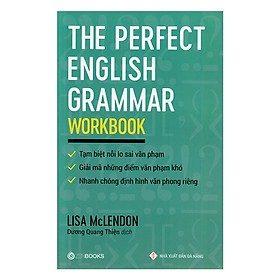 THE PERFECT
ENGLISH
GRAMMAR
WORKBOOK
Tạm biệt nỗi lo sai văn phạm
Giải mã những điểm văn phạm khó
Nhanh chóng định hình văn phong riêng
LISA McLENDON
Dương Quang Thiện dịch
ZENBOOKS
NHÀ XUẤT BẢN ĐÀ NẴNG